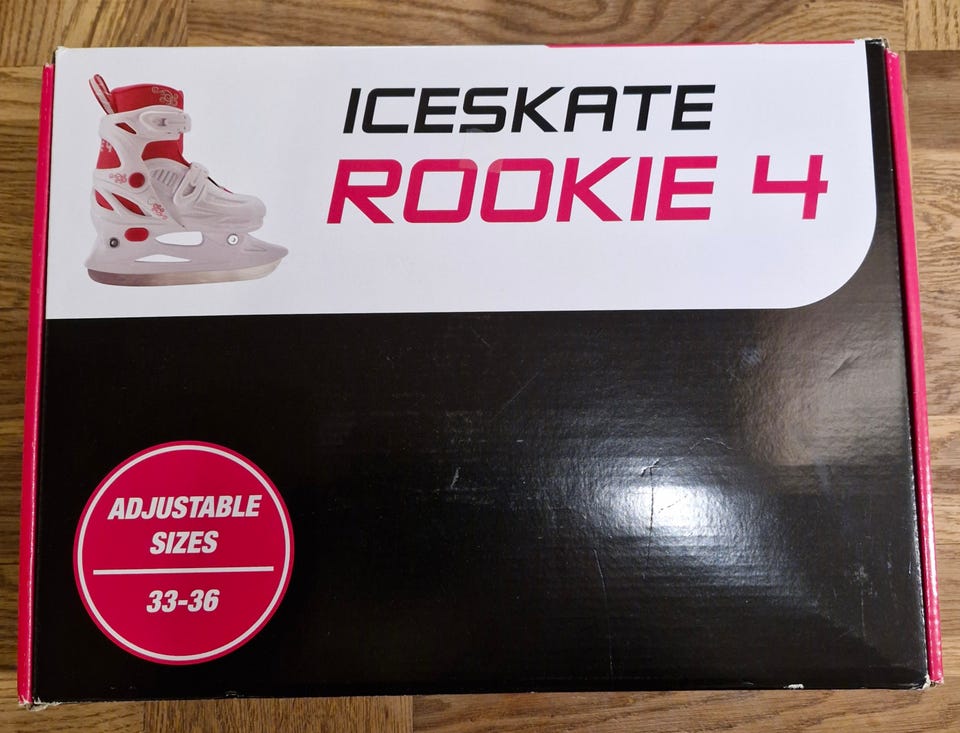 ICESKATE
ROOKIE 4
ADJUSTABLE
SIZES
33-36